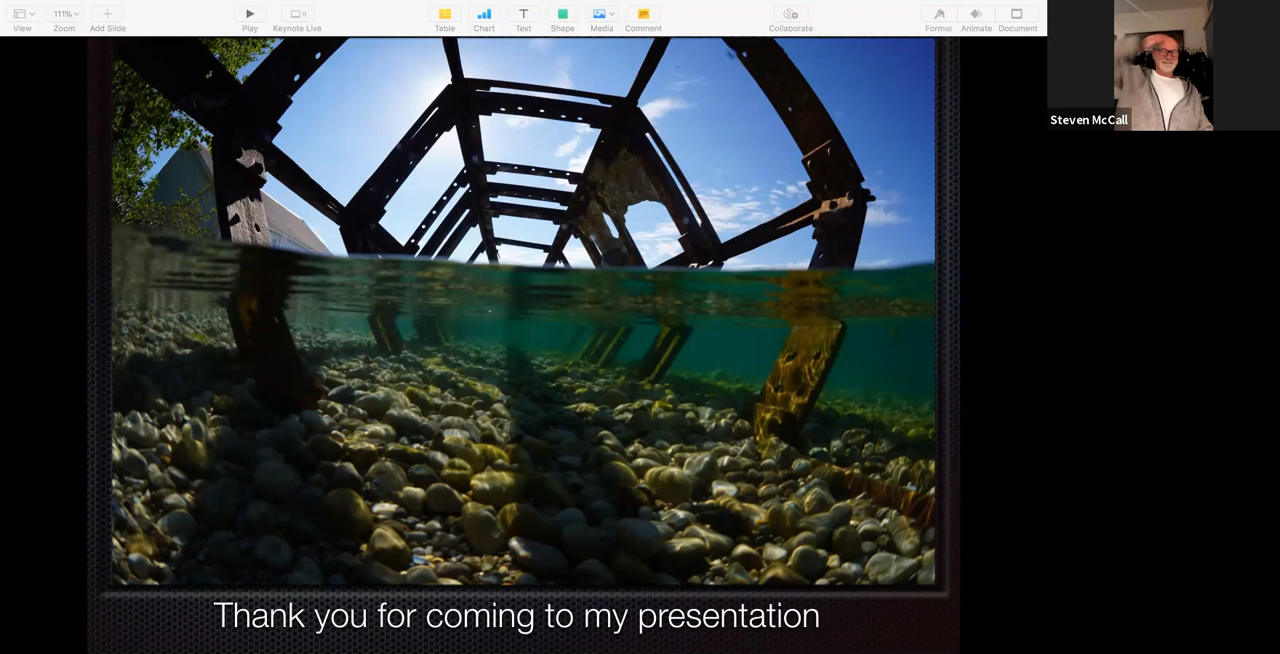 111%
View
Zoom
Add Slide
Play
Keynote Live
Table
Chart
Text
Shape
Media
Comment
Collaborate
Format
Animate
Document
Steven McCall
Thank you for coming to my presentation